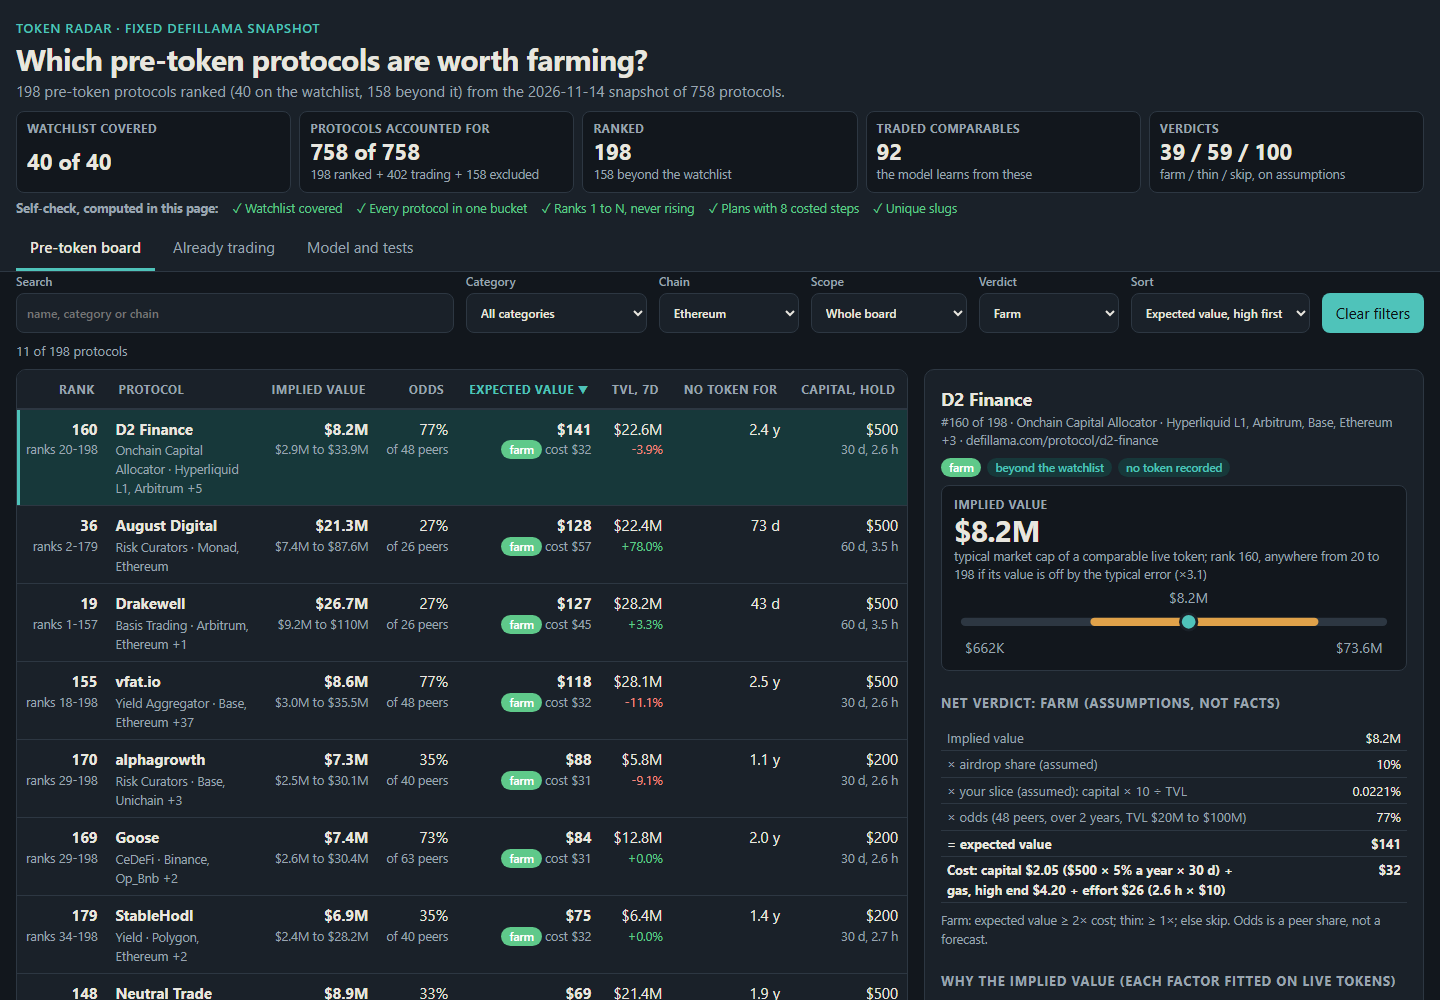 TOKEN RADAR · FIXED DEFILLAMA SNAPSHOT
Which pre-token protocols are worth farming?
198 pre-token protocols ranked (40 on the watchlist, 158 beyond it) from the 2026-11-14 snapshot of 758 protocols.
WATCHLIST COVERED
40 of 40
PROTOCOLS ACCOUNTED FOR
758 of 758
198 ranked + 402 trading + 158 excluded
RANKED
198
158 beyond the watchlist
TRADED COMPARABLES
92
the model learns from these
VERDICTS
39 / 59 / 100
farm / thin / skip, on assumptions
Self-check, computed in this page: ✓ Watchlist covered ✓ Every protocol in one bucket ✓ Ranks 1 to N, never rising ✓ Plans with 8 costed steps ✓ Unique slugs
Pre-token board Already trading Model and tests
Search Category Chain Scope Verdict Sort
name, category or chain All categories Ethereum Whole board Farm Expected value, high first Clear filters
11 of 198 protocols
RANK PROTOCOL IMPLIED VALUE ODDS EXPECTED VALUE ▼ TVL, 7D NO TOKEN FOR CAPITAL, HOLD
160 D2 Finance $8.2M 77% $141 $22.6M 2.4 y $500
ranks 20-198 Onchain Capital $2.9M to $33.9M of 48 peers farm cost $32 -3.9% 30 d, 2.6 h
Allocator · Hyperliquid
L1, Arbitrum +5
36 August Digital $21.3M 27% $128 $22.4M 73 d $500
ranks 2-179 Risk Curators · Monad, $7.4M to $87.6M of 26 peers farm cost $57 +78.0% 60 d, 3.5 h
Ethereum
19 Drakewell $26.7M 27% $127 $28.2M 43 d $500
ranks 1-157 Basis Trading · Arbitrum, $9.2M to $110M of 26 peers farm cost $45 +3.3% 60 d, 3.5 h
Ethereum +1
155 vfat.io $8.6M 77% $118 $28.1M 2.5 y $500
ranks 18-198 Yield Aggregator · Base, $3.0M to $35.5M of 48 peers farm cost $32 -11.1% 30 d, 2.6 h
Ethereum +37
170 alphagrowth $7.3M 35% $88 $5.8M 1.1 y $200
ranks 29-198 Risk Curators · Base, $2.5M to $30.1M of 40 peers farm cost $31 -9.1% 30 d, 2.6 h
Unichain +3
169 Goose $7.4M 73% $84 $12.8M 2.0 y $200
ranks 29-198 CeDeFi · Binance, $2.6M to $30.4M of 63 peers farm cost $31 +0.0% 30 d, 2.6 h
Op_Bnb +2
179 StableHodl $6.9M 35% $75 $6.4M 1.4 y $200
ranks 34-198 Yield · Polygon, $2.4M to $28.2M of 40 peers farm cost $32 +0.0% 30 d, 2.7 h
Ethereum +2
148 Neutral Trade $8.9M 33% $69 $21.4M 1.9 y $500
D2 Finance
#160 of 198 · Onchain Capital Allocator · Hyperliquid L1, Arbitrum, Base, Ethereum
+3 · defillama.com/protocol/d2-finance
farm beyond the watchlist no token recorded
IMPLIED VALUE
$8.2M
typical market cap of a comparable live token; rank 160, anywhere from 20 to
198 if its value is off by the typical error (×3.1)
$8.2M
$662K $73.6M
NET VERDICT: FARM (ASSUMPTIONS, NOT FACTS)
Implied value $8.2M
× airdrop share (assumed) 10%
× your slice (assumed): capital × 10 ÷ TVL 0.0221%
× odds (48 peers, over 2 years, TVL $20M to $100M) 77%
= expected value $141
Cost: capital $2.05 ($500 × 5% a year × 30 d) + $32
gas, high end $4.20 + effort $26 (2.6 h × $10)
Farm: expected value ≥ 2× cost; thin: ≥ 1×; else skip. Odds is a peer share, not a
forecast.
WHY THE IMPLIED VALUE (EACH FACTOR FITTED ON LIVE TOKENS)